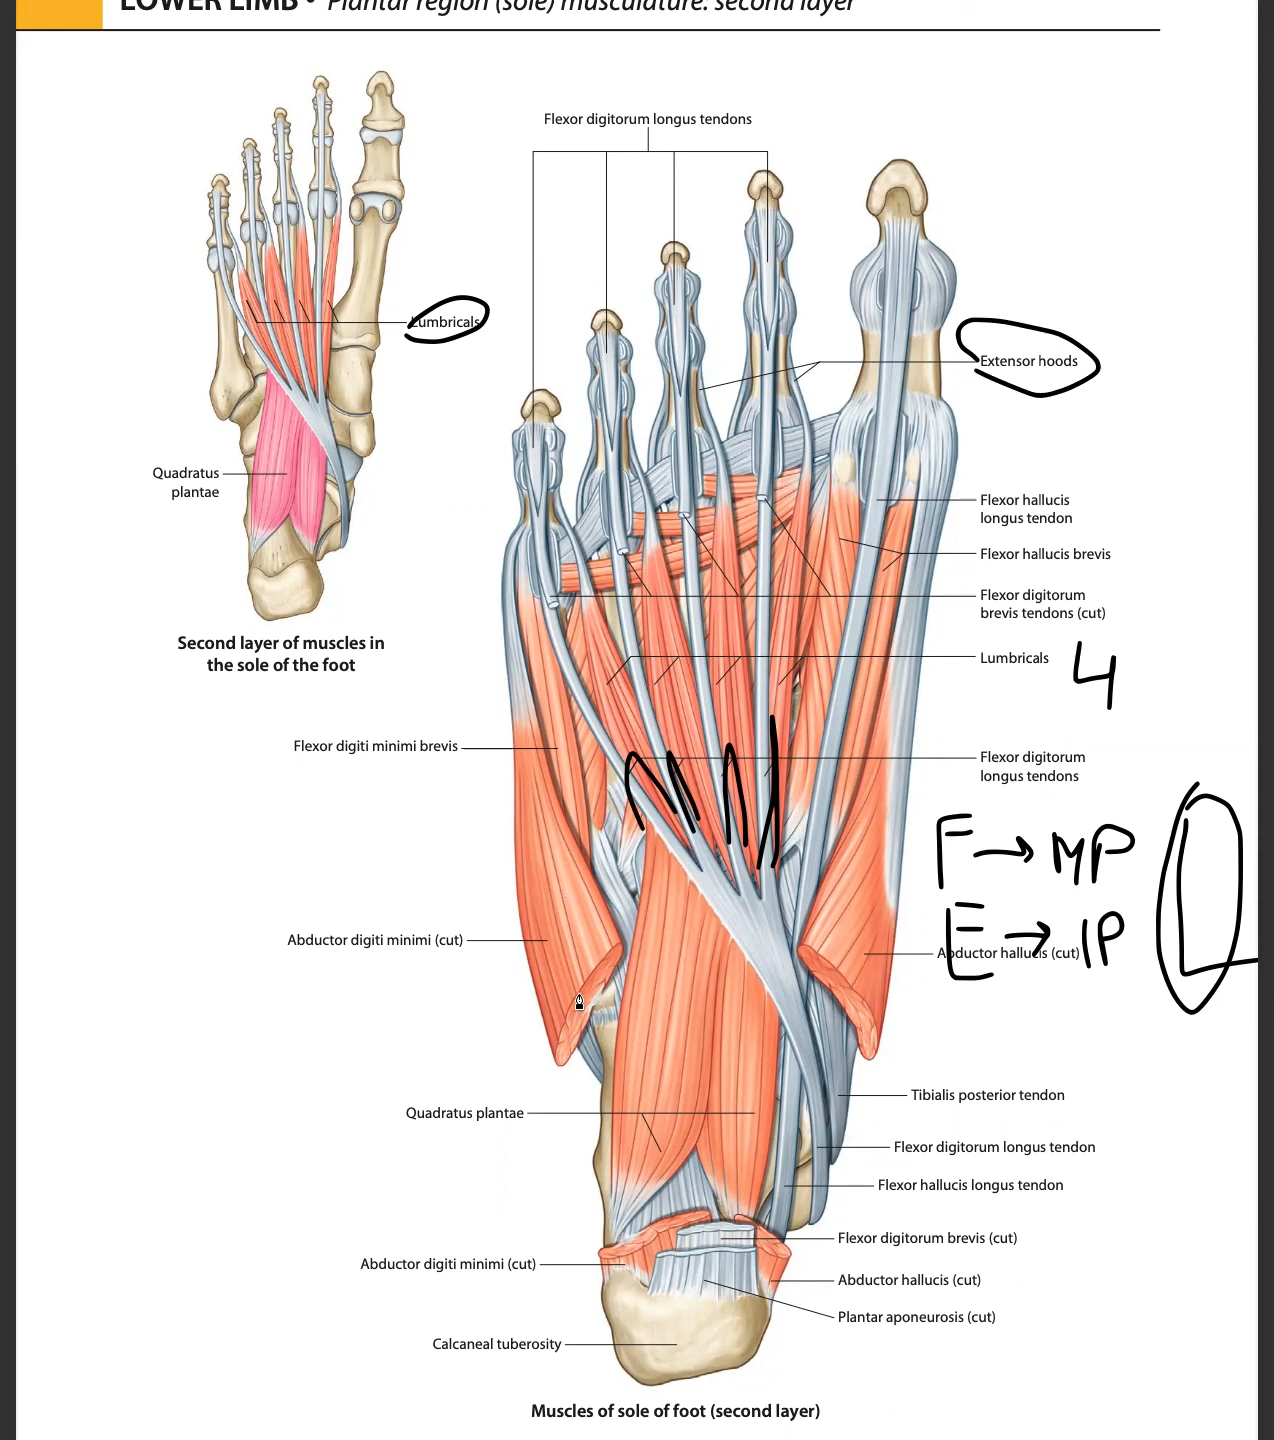 LOWER LIMB • Plantar region (sole) musculature: second layer
Flexor digitorum longus tendons
Lumbricals
Extensor hoods
Quadratus
plantae
Flexor hallucis
longus tendon
Flexor hallucis brevis
Flexor digitorum
brevis tendons (cut)
Second layer of muscles in
the sole of the foot
Lumbricals 4
Flexor digiti minimi brevis
Flexor digitorum
longus tendons
F → MP
E → IP
Abductor digiti minimi (cut)
Abductor hallucis (cut)
Tibialis posterior tendon
Quadratus plantae
Flexor digitorum longus tendon
Flexor hallucis longus tendon
Flexor digitorum brevis (cut)
Abductor digiti minimi (cut)
Abductor hallucis (cut)
Plantar aponeurosis (cut)
Calcaneal tuberosity
Muscles of sole of foot (second layer)